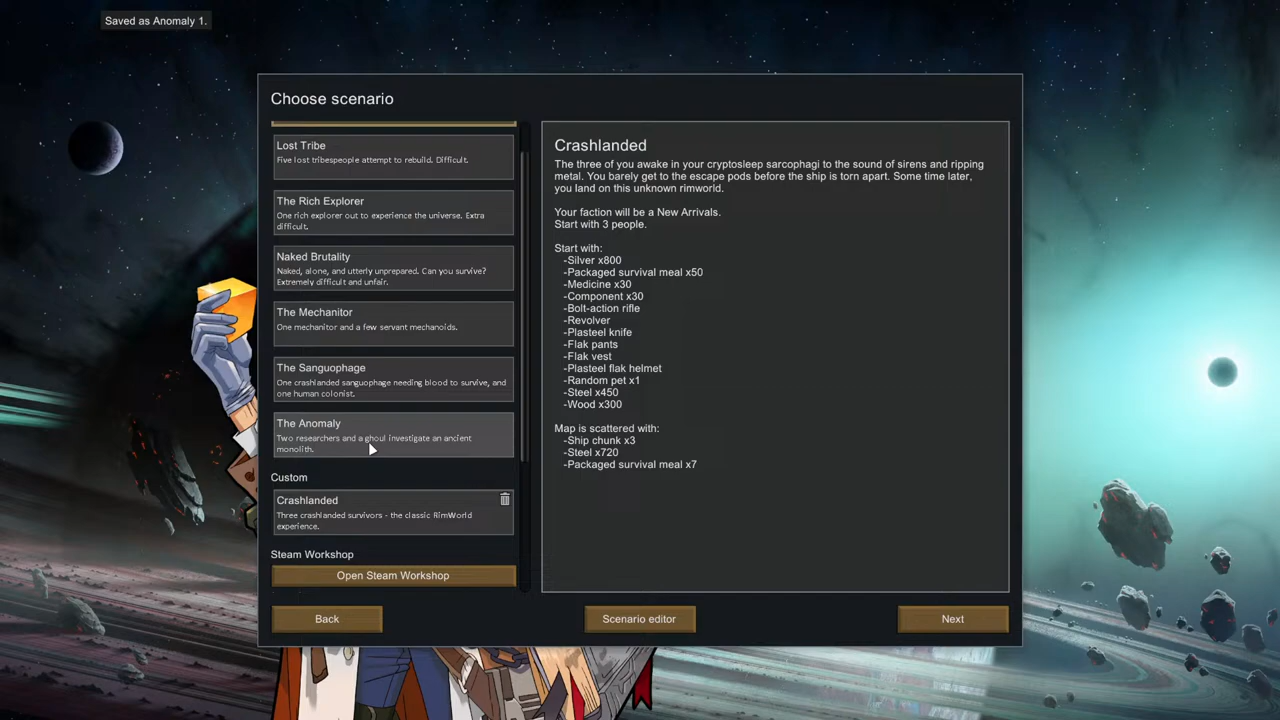 Saved as Anomaly 1.
Choose scenario
Lost Tribe
Five lost tribespeople attempt to rebuild. Difficult.
The Rich Explorer
One rich explorer out to experience the universe. Extra
difficult.
Naked Brutality
Naked, alone, and utterly unprepared. Can you survive?
Extremely difficult and unfair.
The Mechanitor
One mechanitor and a few servant mechanoids.
The Sanguophage
One crashlanded sanguophage needing blood to survive, and
one human colonist.
The Anomaly
Two researchers and a ghoul investigate an ancient
monolith.
Custom
Crashlanded
Three crashlanded survivors - the classic RimWorld
experience.
Steam Workshop
Open Steam Workshop
Crashlanded
The three of you awake in your cryptosleep sarcophagi to the sound of sirens and ripping
metal. You barely get to the escape pods before the ship is torn apart. Some time later,
you land on this unknown rimworld.
Your faction will be a New Arrivals.
Start with 3 people.
Start with:
-Silver x800
-Packaged survival meal x50
-Medicine x30
-Component x30
-Bolt-action rifle
-Revolver
-Plasteel knife
-Flak pants
-Flak vest
-Plasteel flak helmet
-Random pet x1
-Steel x450
-Wood x300
Map is scattered with:
-Ship chunk x3
-Steel x720
-Packaged survival meal x7
Back
Scenario editor
Next